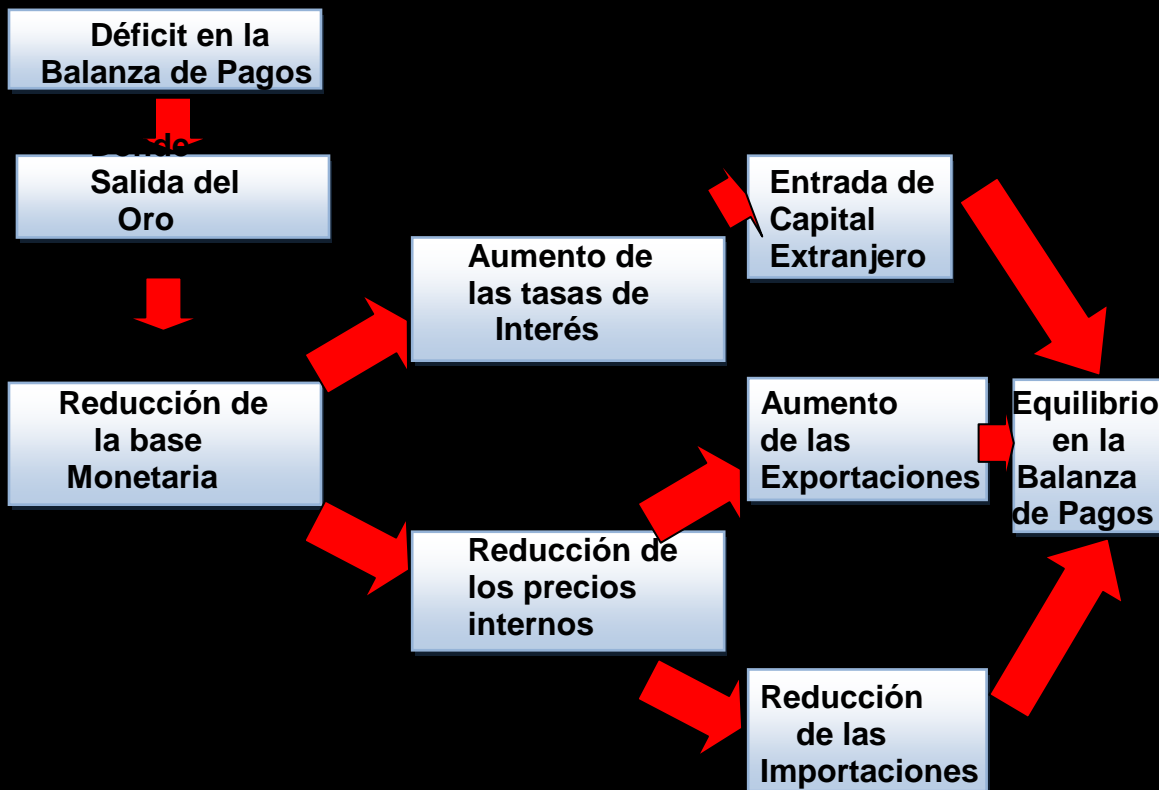 Déficit en la
Balanza de Pagos
Salida del
Oro
Reducción de
la base
Monetaria
Aumento de
las tasas de
Interés
Reducción de
los precios
internos
Entrada de
Capital
Extranjero
Aumento
de las
Exportaciones
Reducción
de las
Importaciones
Equilibrio
en la
Balanza
de Pagos